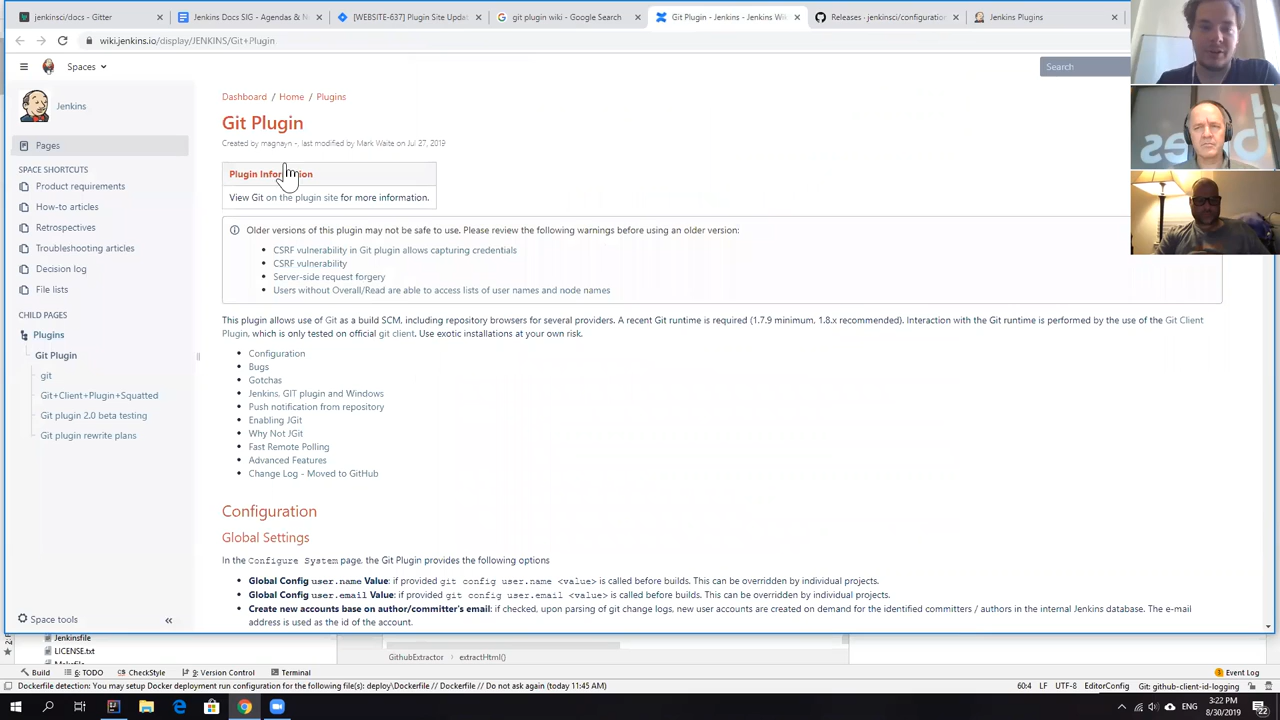 jenkinsci/docs - Gitter
Jenkins Docs SIG - Agendas & N
[WEBSITE-637] Plugin Site Upda
git plugin wiki - Google Search
Git Plugin - Jenkins - Jenkins Wi
Releases · jenkinsci/configuration
Jenkins Plugins
wiki.jenkins.io/display/JENKINS/Git+Plugin
Spaces
Search
Jenkins
Pages
SPACE SHORTCUTS
Product requirements
How-to articles
Retrospectives
Troubleshooting articles
Decision log
File lists
CHILD PAGES
Plugins
Git Plugin
git
Git+Client+Plugin+Squatted
Git plugin 2.0 beta testing
Git plugin rewrite plans
Space tools
Dashboard / Home / Plugins
Git Plugin
Created by magnayn -, last modified by Mark Waite on Jul 27, 2019
Plugin Information
View Git on the plugin site for more information.
Older versions of this plugin may not be safe to use. Please review the following warnings before using an older version:
• CSRF vulnerability in Git plugin allows capturing credentials
• CSRF vulnerability
• Server-side request forgery
• Users without Overall/Read are able to access lists of user names and node names
This plugin allows use of Git as a build SCM, including repository browsers for several providers. A recent Git runtime is required (1.7.9 minimum, 1.8.x recommended). Interaction with the Git runtime is performed by the use of the Git Client
Plugin, which is only tested on official git client. Use exotic installations at your own risk.
• Configuration
• Bugs
• Gotchas
• Jenkins, GIT plugin and Windows
• Push notification from repository
• Enabling JGit
• Why Not JGit
• Fast Remote Polling
• Advanced Features
• Change Log - Moved to GitHub
Configuration
Global Settings
In the Configure System page, the Git Plugin provides the following options
• Global Config user.name Value: if provided git config user.name <value> is called before builds. This can be overridden by individual projects.
• Global Config user.email Value: if provided git config user.email <value> is called before builds. This can be overridden by individual projects.
• Create new accounts base on author/committer's email: if checked, upon parsing of git change logs, new user accounts are created on demand for the identified committers / authors in the internal Jenkins database. The e-mail
address is used as the id of the account.
Jenkinsfile
LICENSE.txt
GithubExtractor
extractHtml()
Build
6: TODO
CheckStyle
9: Version Control
Terminal
Event Log
Dockerfile detection: You may setup Docker deployment run configuration for the following file(s): deploy\Dockerfile // Dockerfile // Do not ask again (today 11:45 AM)
60:4
LF
UTF-8
EditorConfig
Git: github-client-id-logging
ENG
3:22 PM
8/30/2019
22